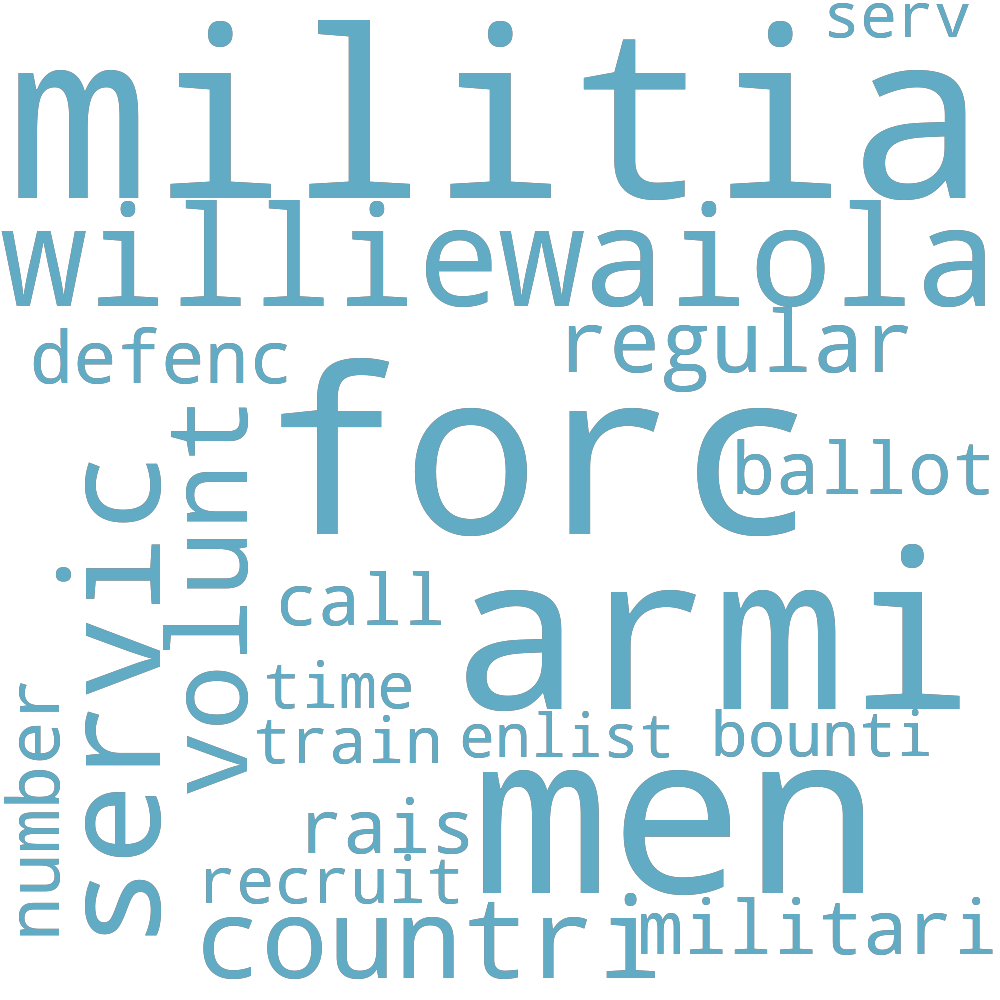 serv
militia
williewaiola
defenc
regular
forc
ballot
servic
volunt
call
armi
time
number
train
enlist
bounti
men
rais
recruit
countri
militari